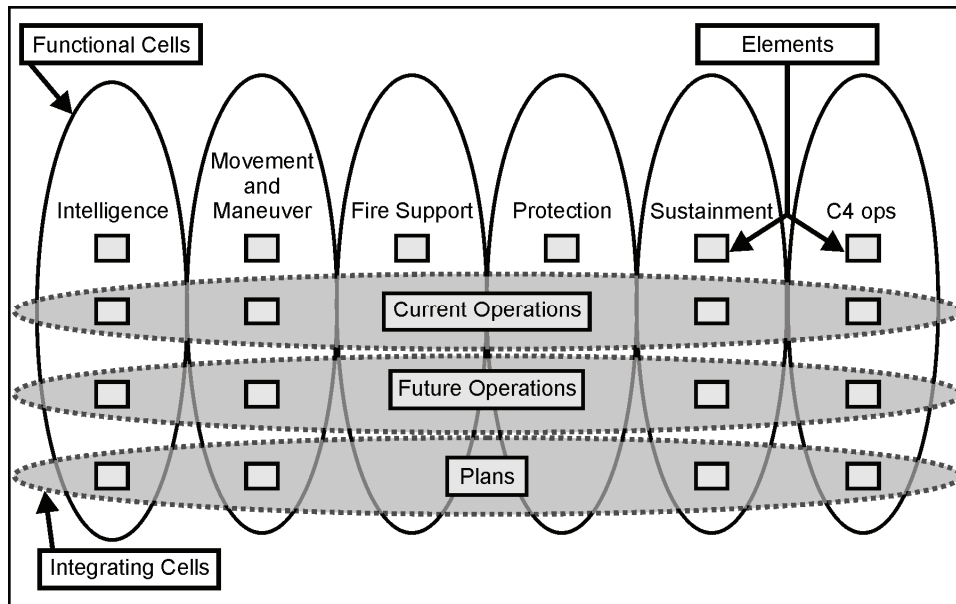 Functional Cells
Elements
Movement
and
Maneuver
Intelligence
Fire Support
Protection
Sustainment
C4 ops
Current Operations
Future Operations
Plans
Integrating Cells